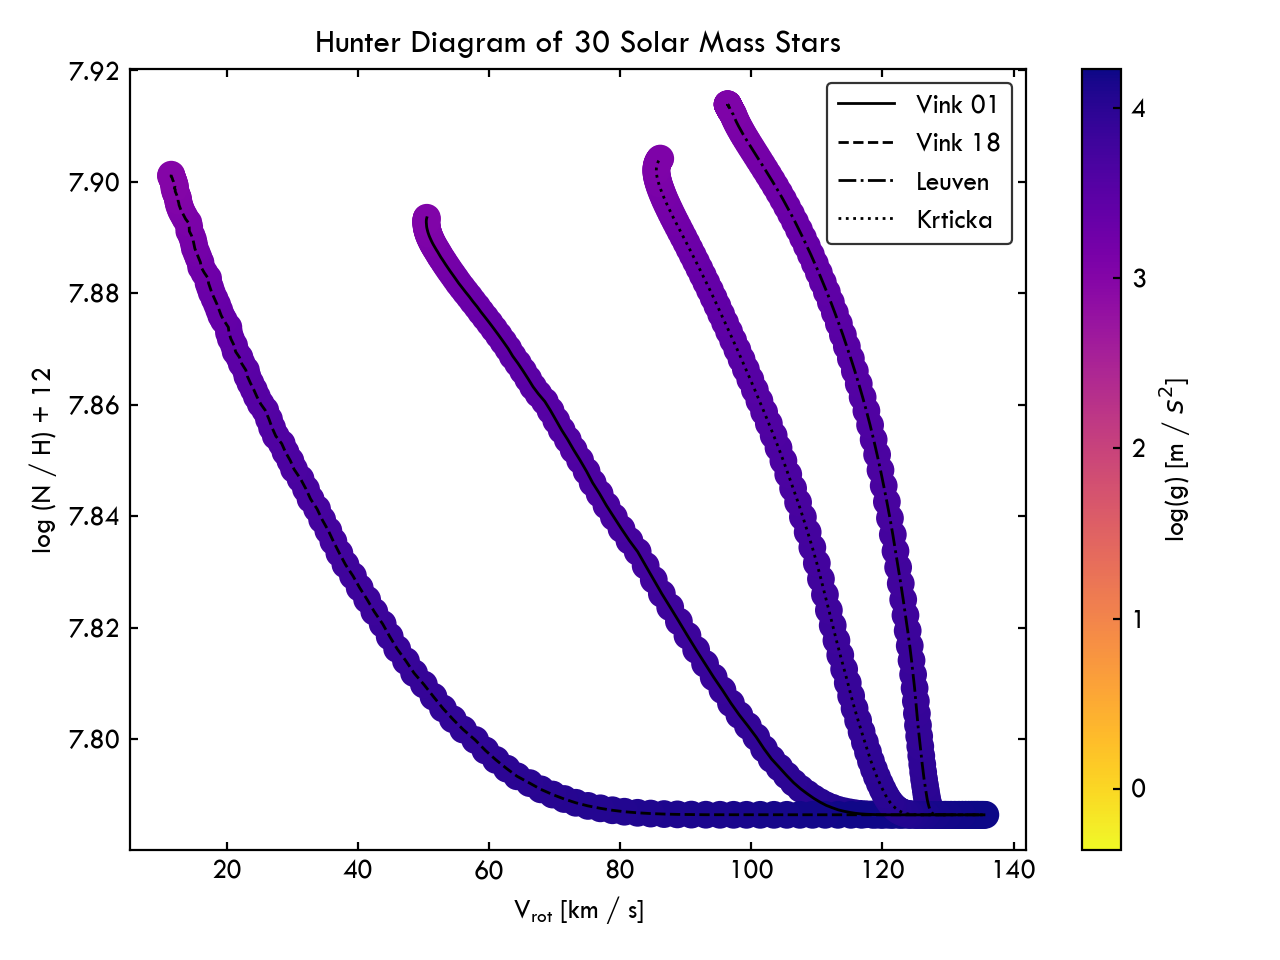 Hunter Diagram of 30 Solar Mass Stars
7.92
7.90
7.88
7.86
7.84
7.82
7.80
log (N / H) + 12
20
40
60
80
100
120
140
V_rot [km / s]
Vink 01
Vink 18
Leuven
Krticka
4
3
2
1
0
log(g) [m / s²]